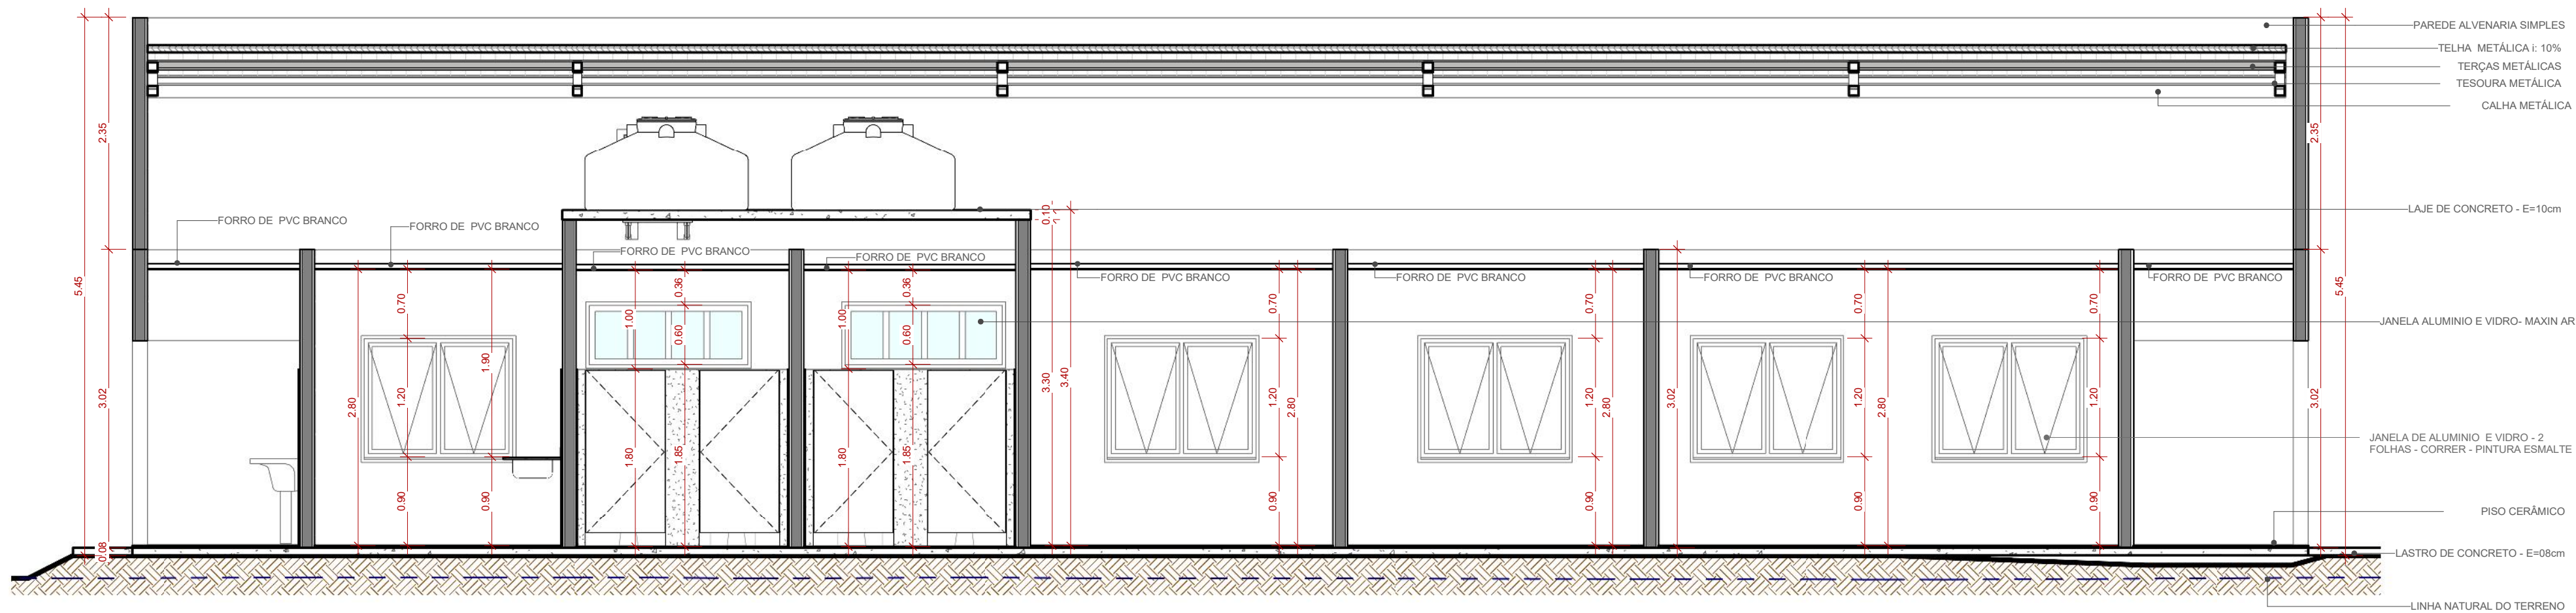 PAREDE ALVENARIA SIMPLES
TELHA METÁLICA i: 10%
TERÇAS METÁLICAS
TESOURA METÁLICA
CALHA METÁLICA
2.35
2.35
5.45
5.45
LAJE DE CONCRETO - E=10cm
0.10
FORRO DE PVC BRANCO
FORRO DE PVC BRANCO
FORRO DE PVC BRANCO
FORRO DE PVC BRANCO
FORRO DE PVC BRANCO
FORRO DE PVC BRANCO
FORRO DE PVC BRANCO
FORRO DE PVC BRANCO
0.70
0.36
0.36
0.70
0.70
0.70
0.70
1.00
0.60
1.00
0.60
JANELA ALUMINIO E VIDRO- MAXIN AR
3.02
2.80
1.20
1.90
3.30
3.40
1.20
2.80
1.20
2.80
3.02
1.20
2.80
1.20
3.02
JANELA DE ALUMINIO E VIDRO - 2
FOLHAS - CORRER - PINTURA ESMALTE
1.80
1.85
1.80
1.85
0.90
0.90
0.90
0.90
0.90
0.90
PISO CERÂMICO
0.08
LASTRO DE CONCRETO - E=08cm
LINHA NATURAL DO TERRENO